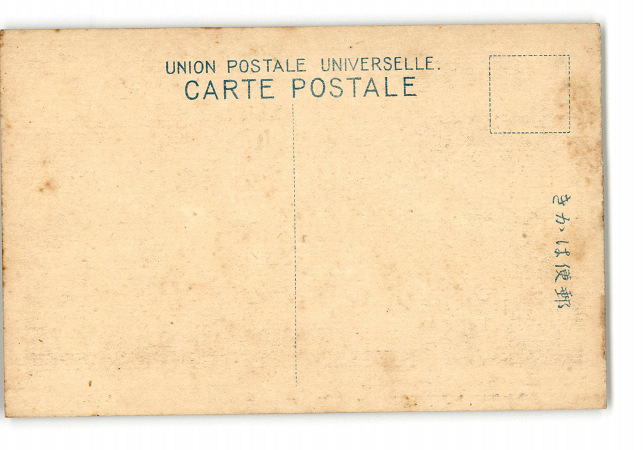 UNION POSTALE UNIVERSELLE.
CARTE POSTALE
郵便はかき